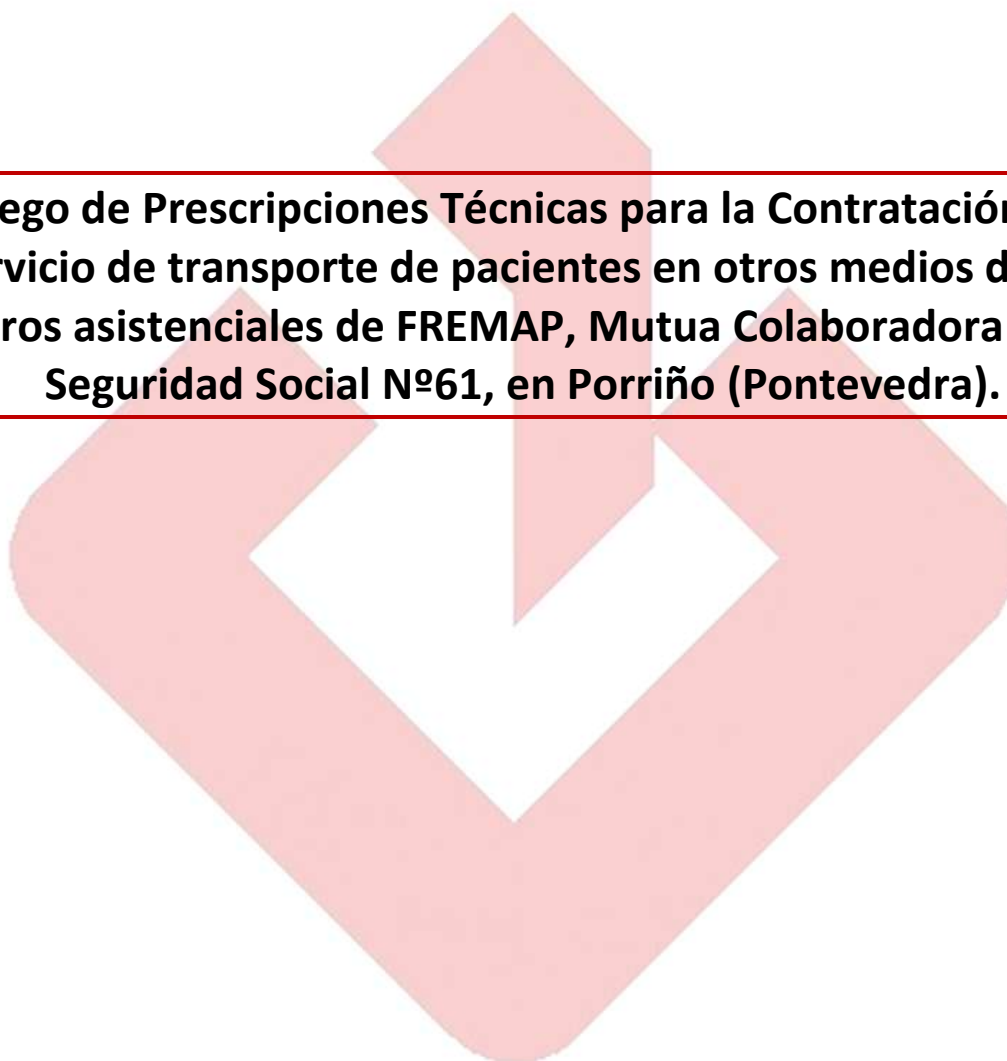 ego de Prescripciones Técnicas para la Contratación
rvicio de transporte de pacientes en otros medios d
ros asistenciales de FREMAP, Mutua Colaboradora
Seguridad Social Nº61, en Porriño (Pontevedra).